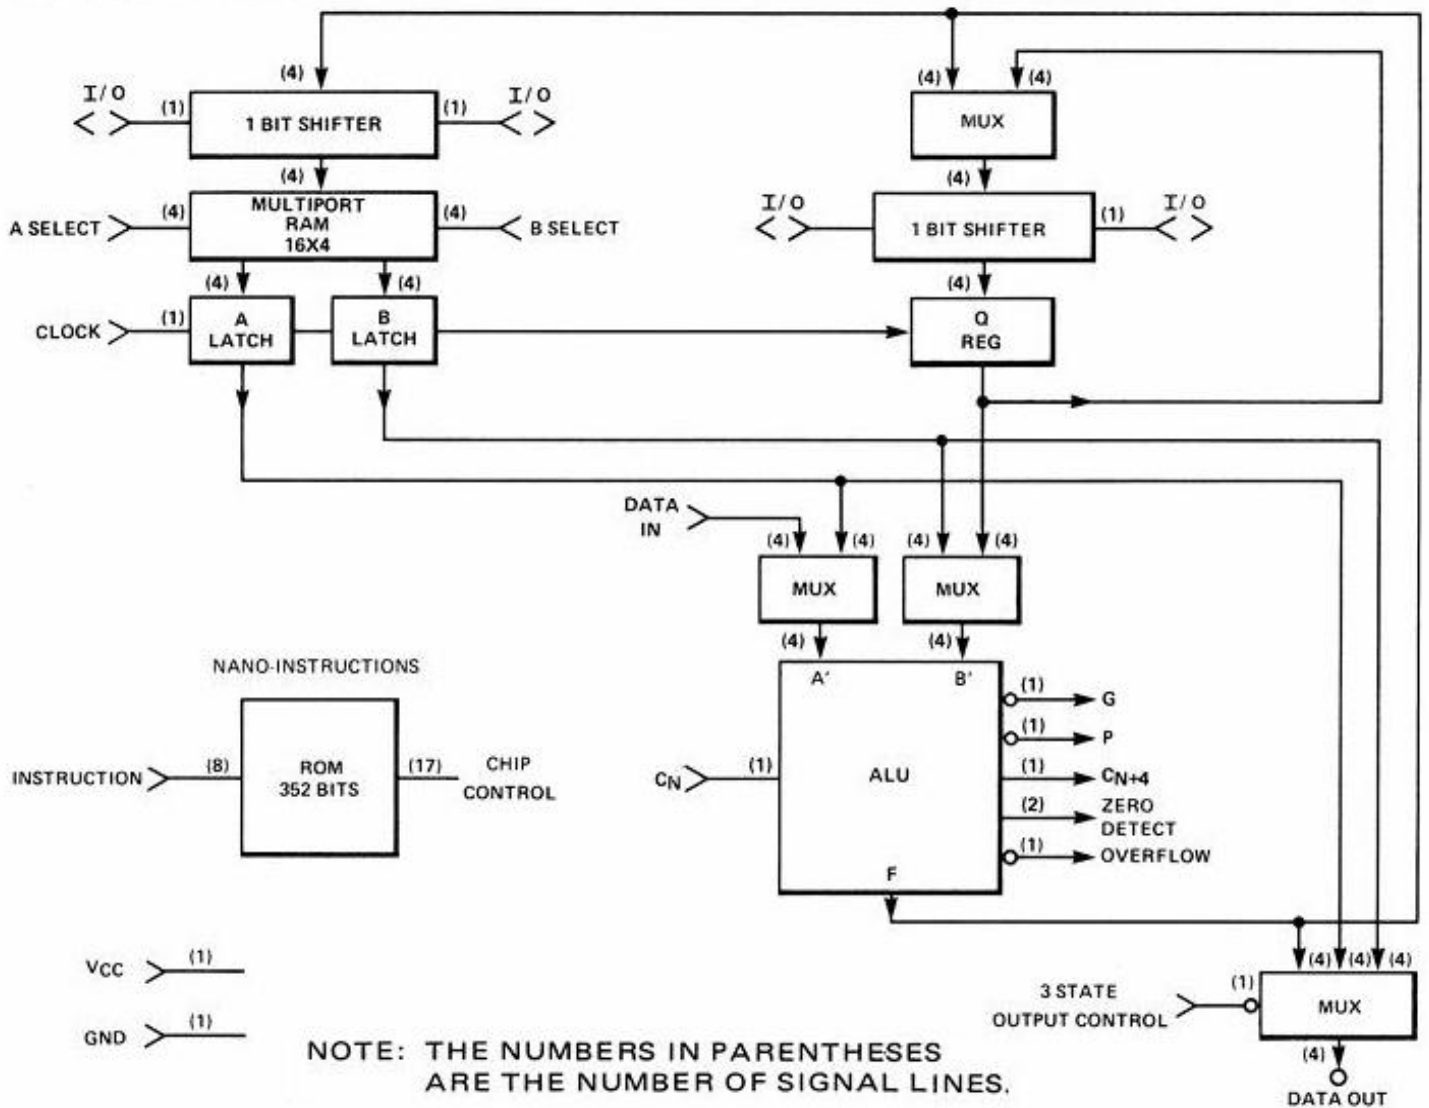 (4)
(4)
(4)
I/O
(1)
1 BIT SHIFTER
(1)
I/O
MUX
(4)
(4)
A SELECT
(4)
MULTIPORT
RAM
16X4
(4)
B SELECT
I/O
1 BIT SHIFTER
(1)
I/O
(4)
(4)
(4)
CLOCK
(1)
A
LATCH
B
LATCH
Q
REG
DATA
IN
(4)
(4)
(4)
(4)
MUX
MUX
(4)
(4)
NANO-INSTRUCTIONS
INSTRUCTION
(8)
ROM
352 BITS
(17)
CHIP
CONTROL
A'
B'
CN
(1)
ALU
F
(1)
G
(1)
P
(1)
CN+4
(2)
ZERO
DETECT
(1)
OVERFLOW
VCC
(1)
GND
(1)
(4)
(4)
(4)
3 STATE
OUTPUT CONTROL
(1)
MUX
(4)
DATA OUT
NOTE: THE NUMBERS IN PARENTHESES
ARE THE NUMBER OF SIGNAL LINES.